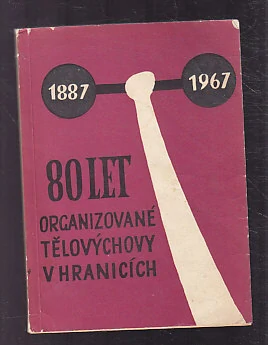 1887 1967
80 LET
ORGANIZOVANÉ
TĚLOVÝCHOVY
V HRANICÍCH